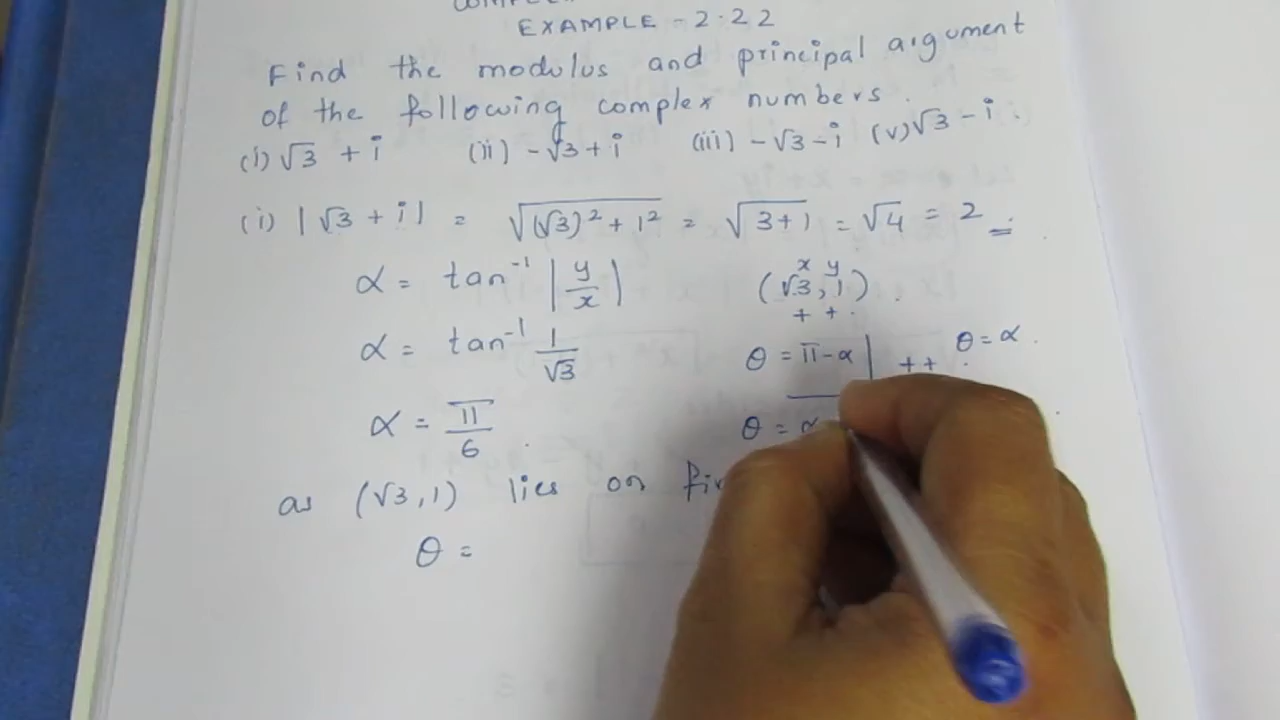 EXAMPLE - 2.22
Find the modulus and principal argument
of the following complex numbers.
(i) √3 + i (ii) -√3 + i (iii) -√3 - i (v) √3 - i.
(i) |√3 + i| = √((√3)² + 1²) = √(3+1) = √4 = 2
α = tan⁻¹ |y/x|
x y
(√3, 1).
+ +.
α = tan⁻¹ 1/√3
θ = π - α | + + θ = α.
α = π/6.
θ = α
as (√3, 1) lies on
θ =